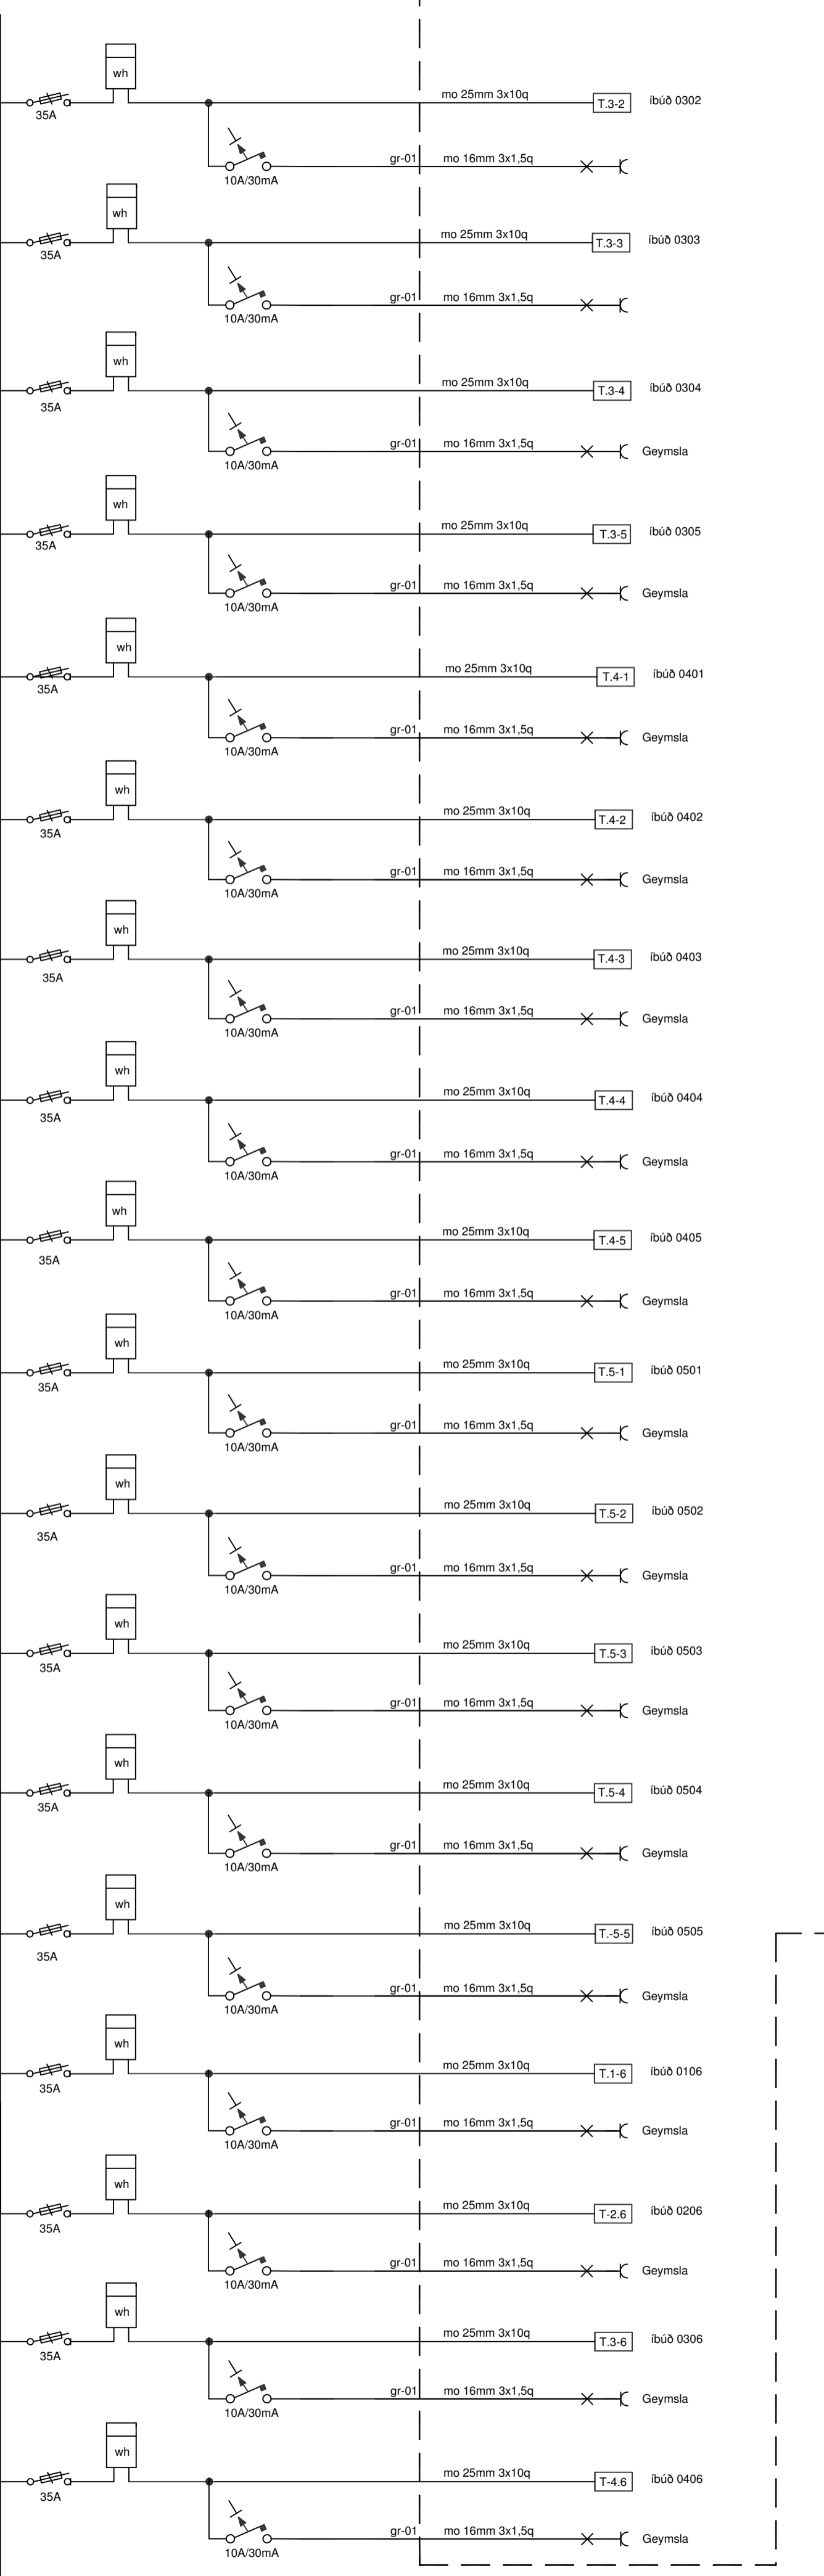 wh
mo 25mm 3x10q T.3-2 íbúð 0302
35A
gr-01 mo 16mm 3x1,5q
10A/30mA
wh
mo 25mm 3x10q T.3-3 íbúð 0303
35A
gr-01 mo 16mm 3x1,5q
10A/30mA
wh
mo 25mm 3x10q T.3-4 íbúð 0304
35A
gr-01 mo 16mm 3x1,5q Geymsla
10A/30mA
wh
mo 25mm 3x10q T.3-5 íbúð 0305
35A
gr-01 mo 16mm 3x1,5q Geymsla
10A/30mA
wh
mo 25mm 3x10q T.4-1 íbúð 0401
35A
gr-01 mo 16mm 3x1,5q Geymsla
10A/30mA
wh
mo 25mm 3x10q T.4-2 íbúð 0402
35A
gr-01 mo 16mm 3x1,5q Geymsla
10A/30mA
wh
mo 25mm 3x10q T.4-3 íbúð 0403
35A
gr-01 mo 16mm 3x1,5q Geymsla
10A/30mA
wh
mo 25mm 3x10q T.4-4 íbúð 0404
35A
gr-01 mo 16mm 3x1,5q Geymsla
10A/30mA
wh
mo 25mm 3x10q T.4-5 íbúð 0405
35A
gr-01 mo 16mm 3x1,5q Geymsla
10A/30mA
wh
mo 25mm 3x10q T.5-1 íbúð 0501
35A
gr-01 mo 16mm 3x1,5q Geymsla
10A/30mA
wh
mo 25mm 3x10q T.5-2 íbúð 0502
35A
gr-01 mo 16mm 3x1,5q Geymsla
10A/30mA
wh
mo 25mm 3x10q T.5-3 íbúð 0503
35A
gr-01 mo 16mm 3x1,5q Geymsla
10A/30mA
wh
mo 25mm 3x10q T.5-4 íbúð 0504
35A
gr-01 mo 16mm 3x1,5q Geymsla
10A/30mA
wh
mo 25mm 3x10q T.-5-5 íbúð 0505
35A
gr-01 mo 16mm 3x1,5q Geymsla
10A/30mA
wh
mo 25mm 3x10q T.1-6 íbúð 0106
35A
gr-01 mo 16mm 3x1,5q Geymsla
10A/30mA
wh
mo 25mm 3x10q T-2.6 íbúð 0206
35A
gr-01 mo 16mm 3x1,5q Geymsla
10A/30mA
wh
mo 25mm 3x10q T.3-6 íbúð 0306
35A
gr-01 mo 16mm 3x1,5q Geymsla
10A/30mA
wh
mo 25mm 3x10q T-4.6 íbúð 0406
35A
gr-01 mo 16mm 3x1,5q Geymsla
10A/30mA